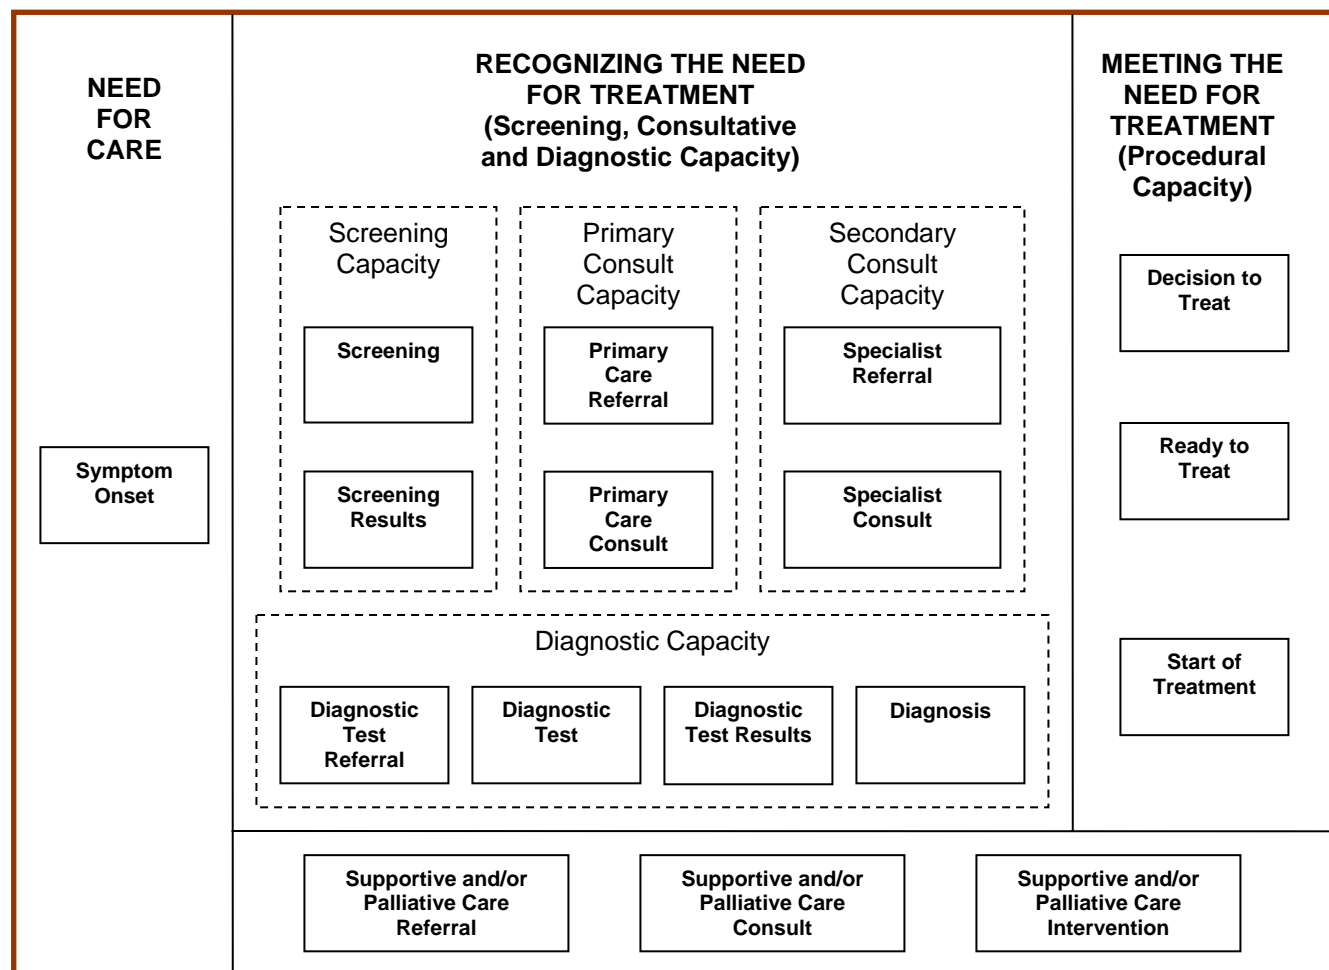 NEED
FOR
CARE
RECOGNIZING THE NEED
FOR TREATMENT
(Screening, Consultative
and Diagnostic Capacity)
MEETING THE
NEED FOR
TREATMENT
(Procedural
Capacity)
Screening
Capacity
Primary
Consult
Capacity
Secondary
Consult
Capacity
Screening
Primary
Care
Referral
Specialist
Referral
Decision to
Treat
Symptom
Onset
Screening
Results
Primary
Care
Consult
Specialist
Consult
Ready to
Treat
Diagnostic Capacity
Diagnostic
Test
Referral
Diagnostic
Test
Diagnostic
Test Results
Diagnosis
Start of
Treatment
Supportive and/or
Palliative Care
Referral
Supportive and/or
Palliative Care
Consult
Supportive and/or
Palliative Care
Intervention